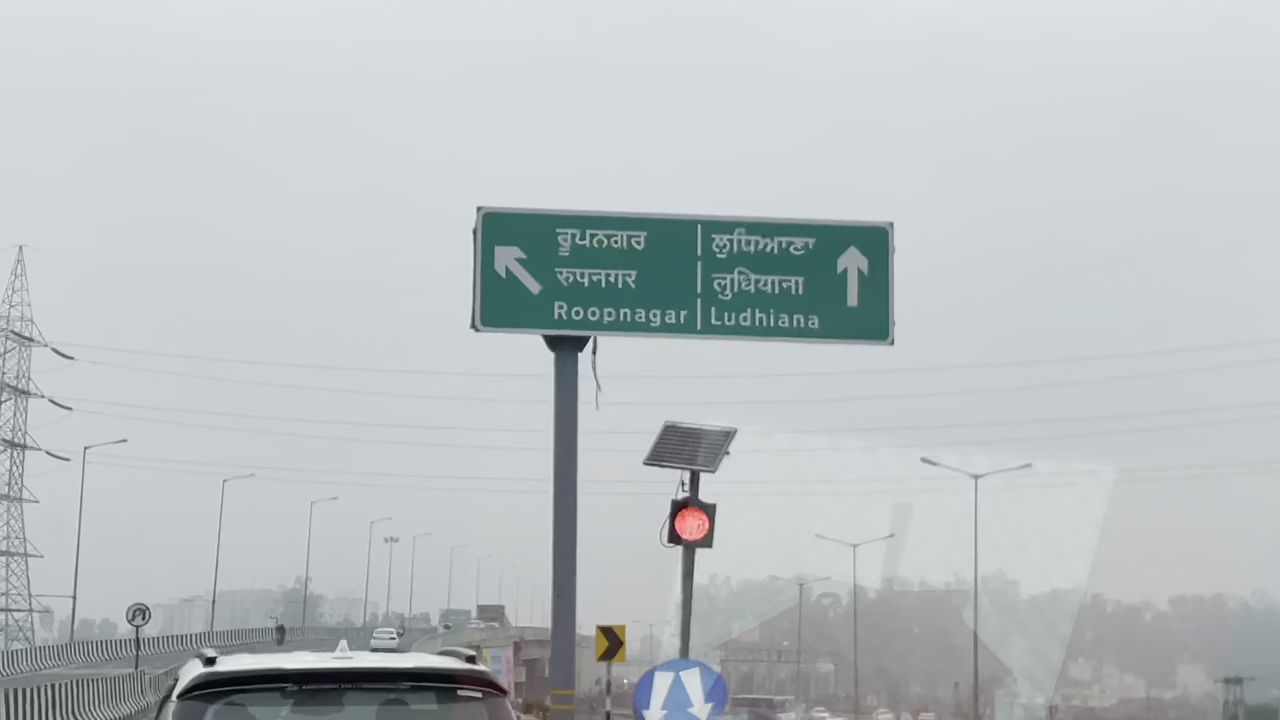 ਰੂਪਨਗਰ
रुपनगर
Roopnagar
ਲੁਧਿਆਣਾ
लुधियाना
Ludhiana